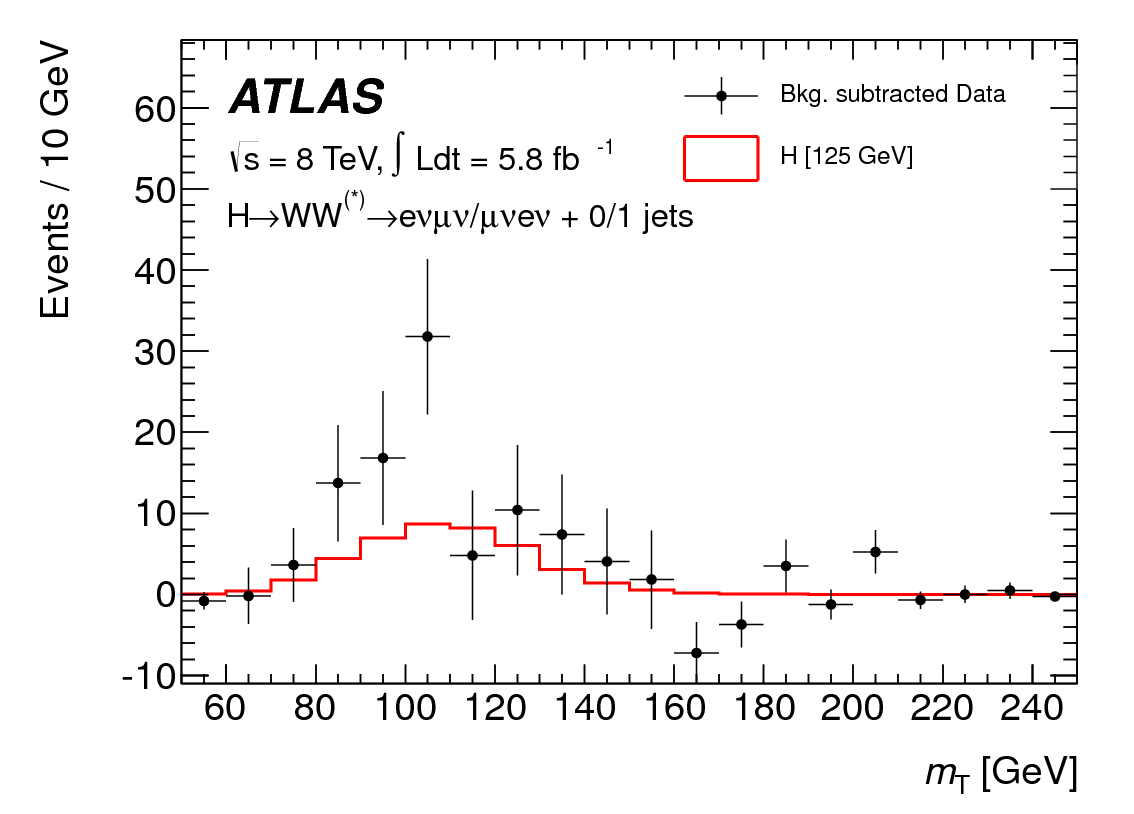 Events / 10 GeV
60
50
40
30
20
10
0
-10
ATLAS
√s = 8 TeV, ∫ Ldt = 5.8 fb -1
H→WW(*)→eνμν/μνeν + 0/1 jets
Bkg. subtracted Data
H [125 GeV]
60 80 100 120 140 160 180 200 220 240
mT [GeV]